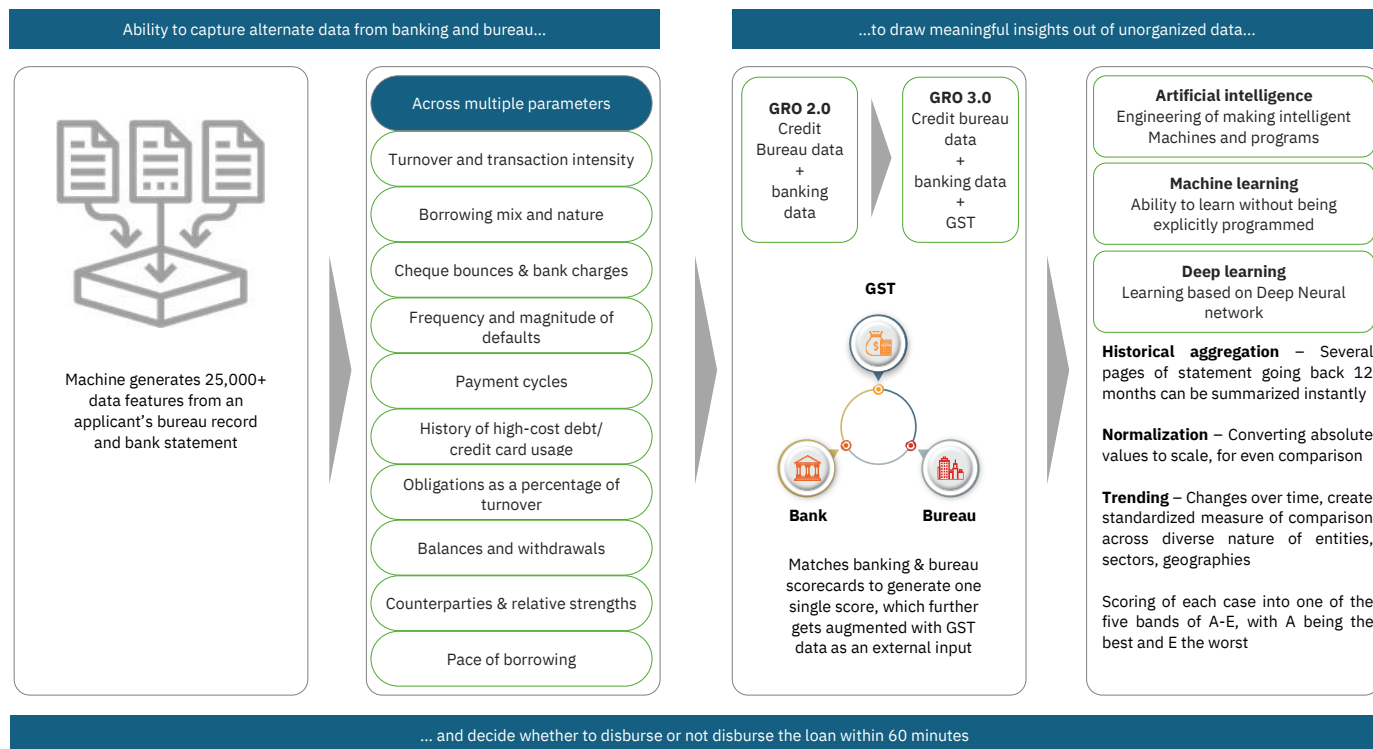 Ability to capture alternate data from banking and bureau...
...to draw meaningful insights out of unorganized data...
Machine generates 25,000+
data features from an
applicant's bureau record
and bank statement
Across multiple parameters
Turnover and transaction intensity
Borrowing mix and nature
Cheque bounces & bank charges
Frequency and magnitude of
defaults
Payment cycles
History of high-cost debt/
credit card usage
Obligations as a percentage of
turnover
Balances and withdrawals
Counterparties & relative strengths
Pace of borrowing
GRO 2.0
Credit
Bureau data
+
banking
data
GRO 3.0
Credit bureau
data
+
banking data
+
GST
GST
Bank
Bureau
Matches banking & bureau
scorecards to generate one
single score, which further
gets augmented with GST
data as an external input
Artificial intelligence
Engineering of making intelligent
Machines and programs
Machine learning
Ability to learn without being
explicitly programmed
Deep learning
Learning based on Deep Neural
network
Historical aggregation – Several
pages of statement going back 12
months can be summarized instantly
Normalization – Converting absolute
values to scale, for even comparison
Trending – Changes over time, create
standardized measure of comparison
across diverse nature of entities,
sectors, geographies
Scoring of each case into one of the
five bands of A-E, with A being the
best and E the worst
... and decide whether to disburse or not disburse the loan within 60 minutes